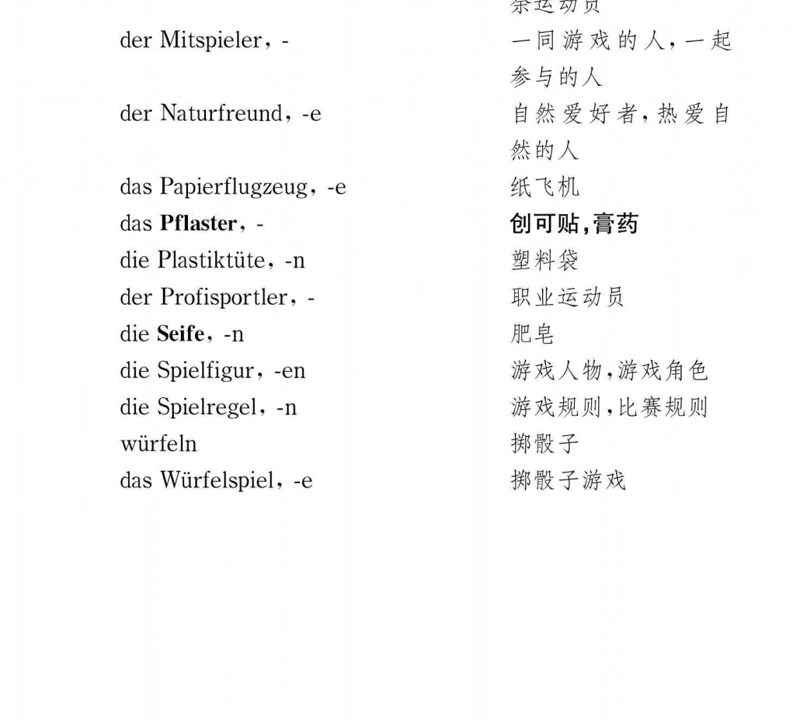 余运动员
der Mitspieler, - 一同游戏的人,一起
参与的人
der Naturfreund, -e 自然爱好者,热爱自
然的人
das Papierflugzeug, -e 纸飞机
das Pflaster, - 创可贴,膏药
die Plastiktüte, -n 塑料袋
der Profisportler, - 职业运动员
die Seife, -n 肥皂
die Spielfigur, -en 游戏人物,游戏角色
die Spielregel, -n 游戏规则,比赛规则
würfeln 掷骰子
das Würfelspiel, -e 掷骰子游戏